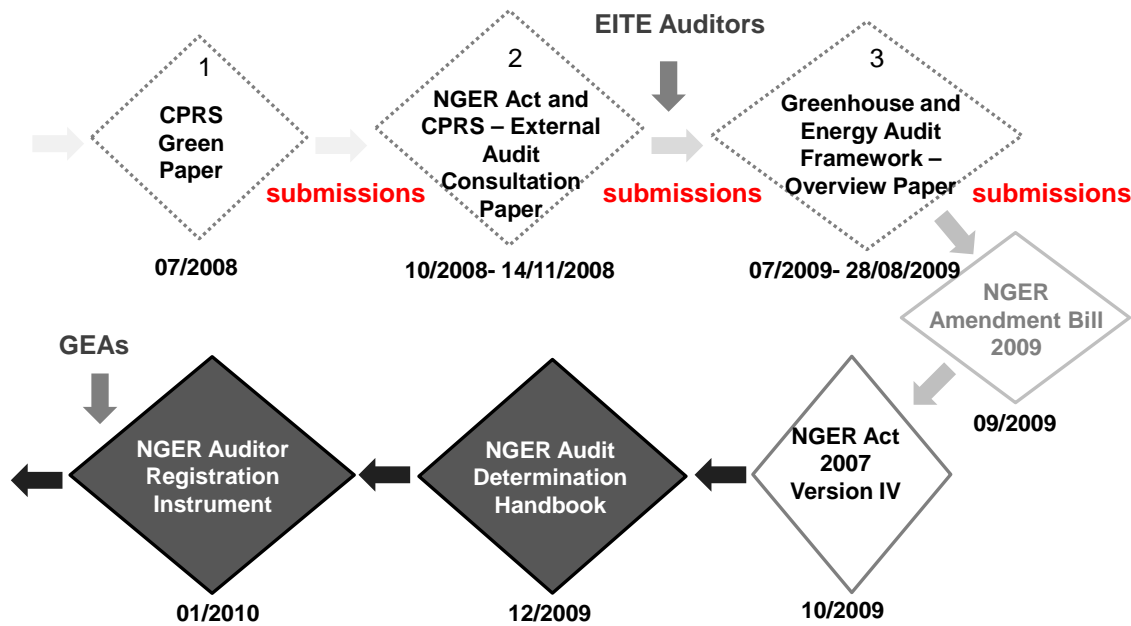 EITE Auditors
1
CPRS
Green
Paper
submissions
07/2008
2
NGER Act and
CPRS – External
Audit
Consultation
Paper
submissions
10/2008- 14/11/2008
3
Greenhouse and
Energy Audit
Framework –
Overview Paper
submissions
07/2009- 28/08/2009
NGER
Amendment Bill
2009
09/2009
NGER Act
2007
Version IV
10/2009
NGER Audit
Determination
Handbook
12/2009
GEAs
NGER Auditor
Registration
Instrument
01/2010